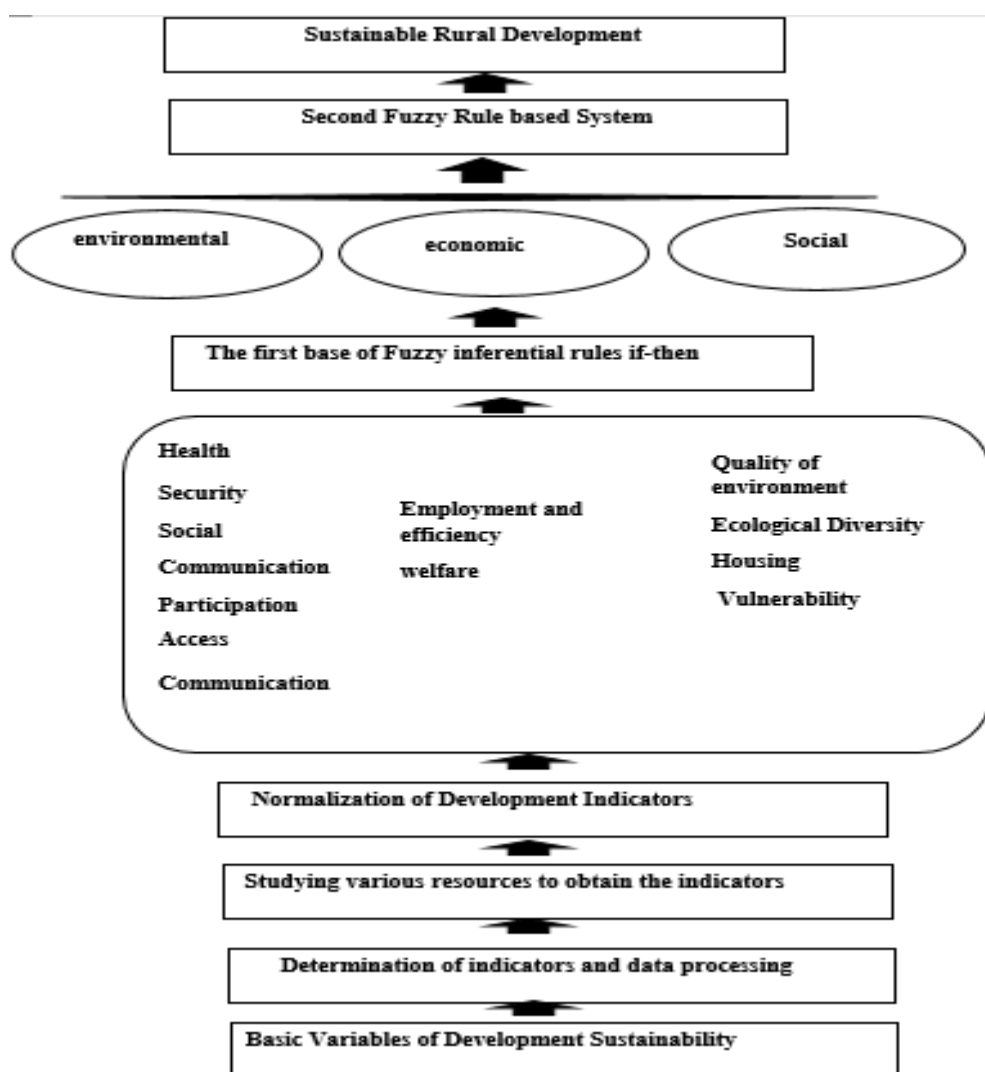 Sustainable Rural Development
Second Fuzzy Rule based System
environmental
economic
Social
The first base of Fuzzy inferential rules if-then
Health
Security
Social
Communication
Participation
Access
Communication
Employment and
efficiency
welfare
Quality of
environment
Ecological Diversity
Housing
Vulnerability
Normalization of Development Indicators
Studying various resources to obtain the indicators
Determination of indicators and data processing
Basic Variables of Development Sustainability